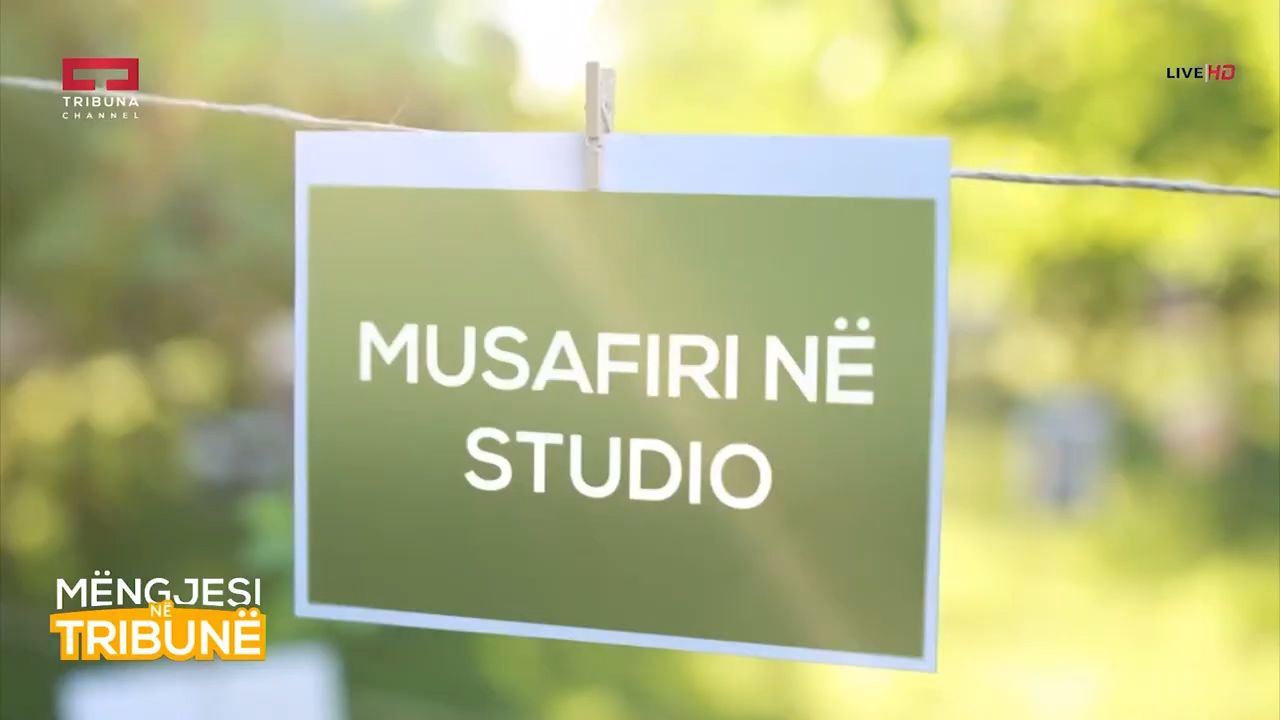 TRIBUNA
CHANNEL
LIVE HD
MUSAFIRI NË
STUDIO
MËNGJESI
NË
TRIBUNË